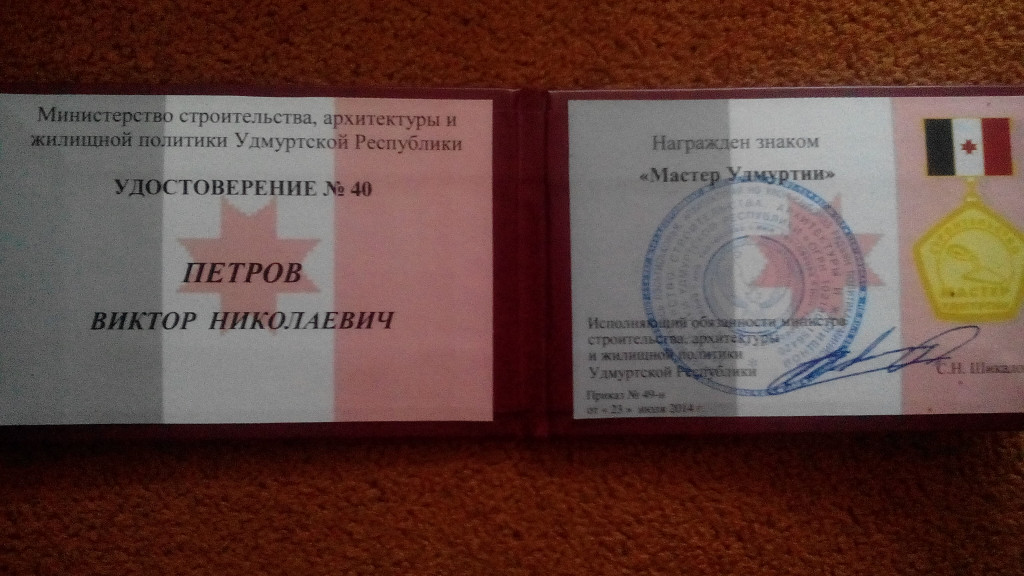 Министерство строительства, архитектуры и
жилищной политики Удмуртской Республики
УДОСТОВЕРЕНИЕ № 40
ПЕТРОВ
ВИКТОР НИКОЛАЕВИЧ
Награжден знаком
«Мастер Удмуртии»
МАСТЕР
Исполняющий обязанности министра
строительства, архитектуры
и жилищной политики
Удмуртской Республики
С.Н.
Приказ № 49-н
от « 23 » июля 2014 г